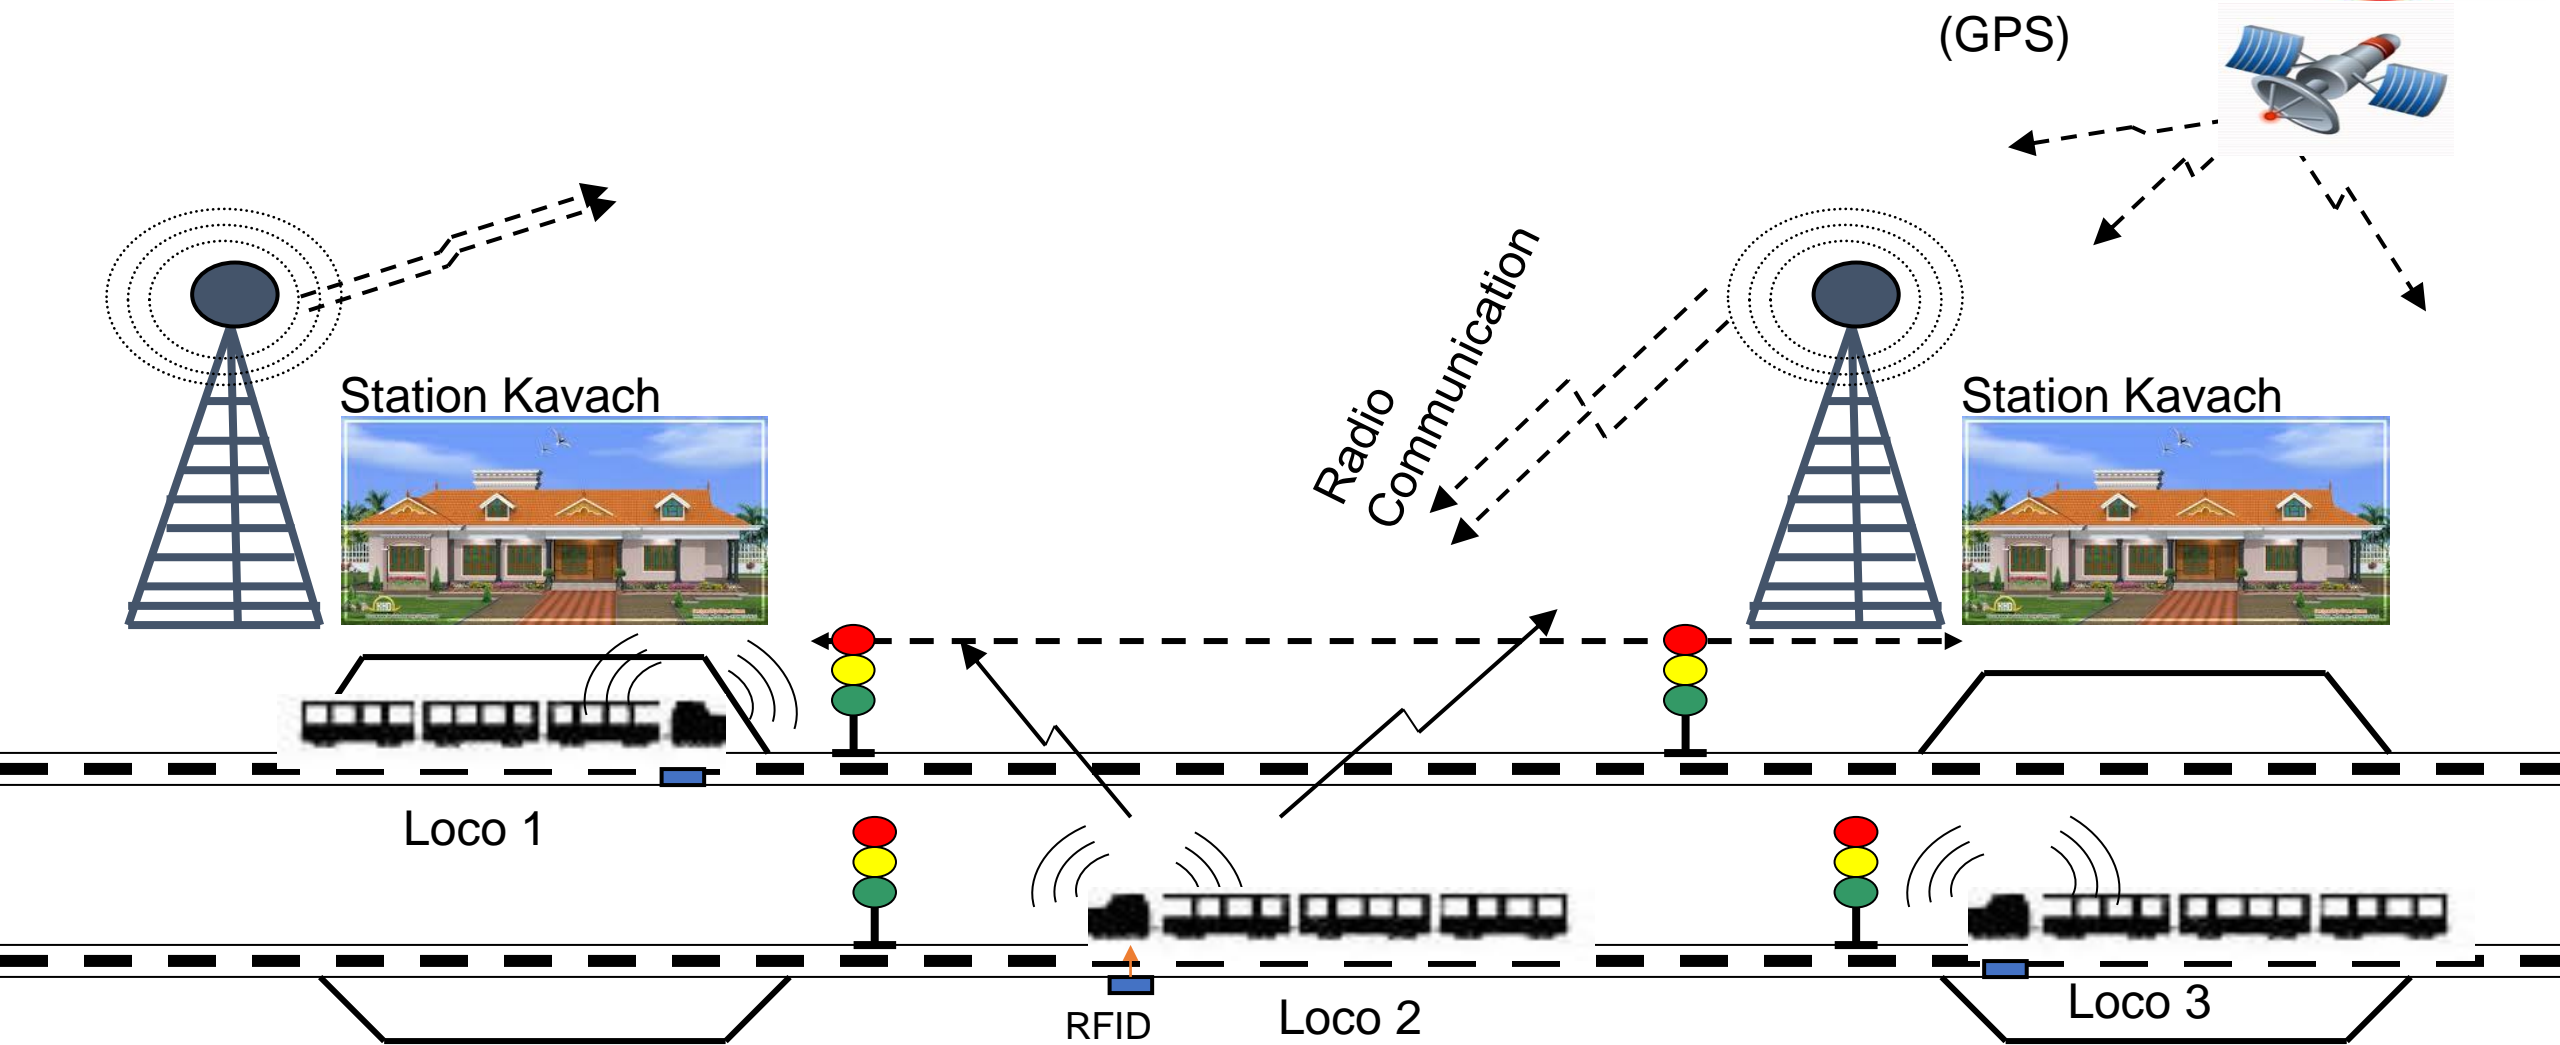 (GPS)
Radio
Communication
Station Kavach
Station Kavach
Loco 1
RFID
Loco 2
Loco 3